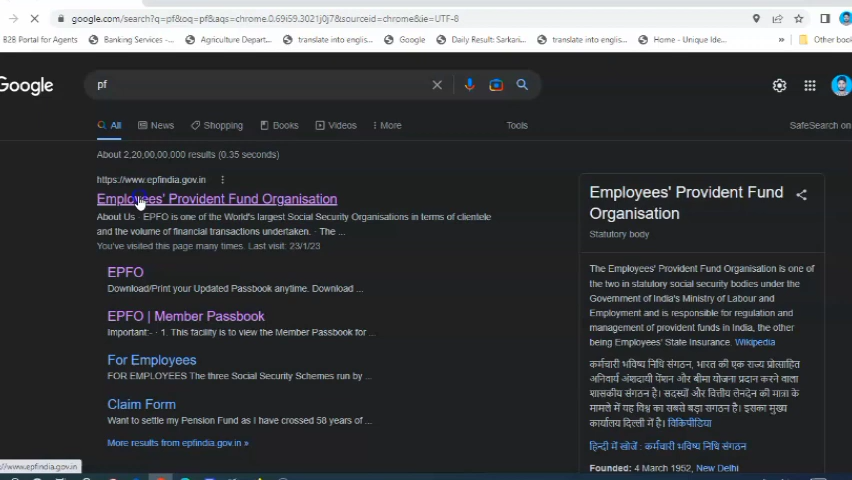 google.com/search?q=pf&oq=pf&aqs=chrome.0.69i59.3021j0j7&sourceid=chrome&ie=UTF-8
B2B Portal for Agents
Banking Services -...
Agriculture Depart...
translate into englis...
Google
Daily Result: Sarkari...
translate into englis...
Home - Unique Ide...
»
Other book
Google
pf
All
News
Shopping
Books
Videos
More
Tools
SafeSearch on
About 2,20,00,00,000 results (0.35 seconds)
https://www.epfindia.gov.in
Employees' Provident Fund Organisation
About Us · EPFO is one of the World's largest Social Security Organisations in terms of clientele
and the volume of financial transactions undertaken. · The ...
You've visited this page many times. Last visit: 23/1/23
EPFO
Download/Print your Updated Passbook anytime. Download ...
EPFO | Member Passbook
Important:- · 1. This facility is to view the Member Passbook for ...
For Employees
FOR EMPLOYEES The three Social Security Schemes run by ...
Claim Form
Want to settle my Pension Fund as I have crossed 58 years of ...
More results from epfindia.gov.in »
Employees' Provident Fund
Organisation
Statutory body
The Employees' Provident Fund Organisation is one of
the two in statutory social security bodies under the
Government of India's Ministry of Labour and
Employment and is responsible for regulation and
management of provident funds in India, the other
being Employees' State Insurance. Wikipedia
कर्मचारी भविष्य निधि संगठन, भारत की एक राज्य प्रोत्साहित
अनिवार्य अंशदायी पेंशन और बीमा योजना प्रदान करने वाला
शासकीय संगठन है। सदस्यों और वित्तीय लेनदेन की मात्रा के
मामले में यह विश्व का सबसे बड़ा संगठन है। इसका मुख्य
कार्यालय दिल्ली में है। विकिपीडिया
हिन्दी में खोजें : कर्मचारी भविष्य निधि संगठन
Founded: 4 March 1952, New Delhi
://www.epfindia.gov.in